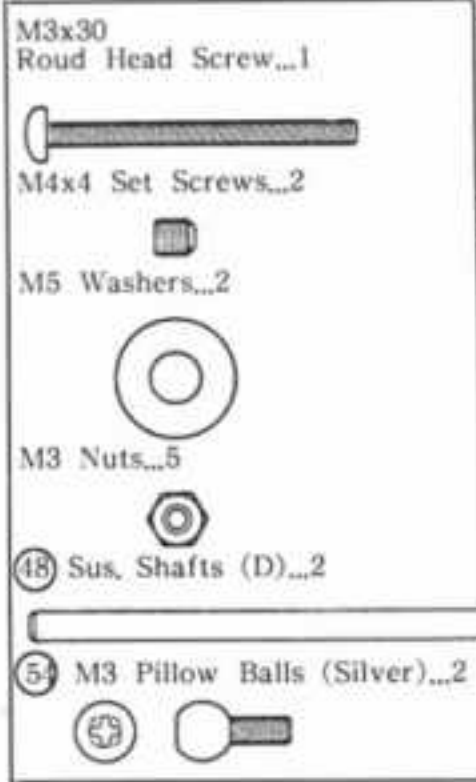 M3x30
Roud Head Screw...1
M4x4 Set Screws...2
M5 Washers...2
M3 Nuts...5
48 Sus. Shafts (D)...2
54 M3 Pillow Balls (Silver)...2